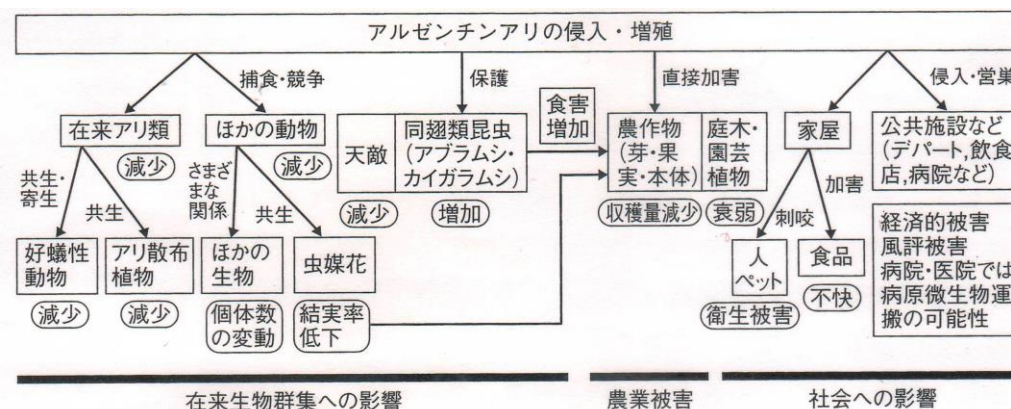 アルゼンチンアリの侵入・増殖
捕食・競争
保護
直接加害
侵入・営巣
在来アリ類
減少
ほかの動物
減少
共生・
寄生
共生
さまざ
まな
関係
共生
好蟻性
動物
減少
アリ散布
植物
減少
ほかの
生物
個体数
の変動
虫媒花
結実率
低下
天敵
減少
同翅類昆虫
(アブラムシ・
カイガラムシ)
増加
食害
増加
農作物
(芽・果
実・本体)
収穫量減少
庭木・
園芸
植物
衰弱
家屋
刺咬
加害
人
ペット
衛生被害
食品
不快
公共施設など
(デパート,飲食
店,病院など)
経済的被害
風評被害
病院・医院では
病原微生物運
搬の可能性
在来生物群集への影響
農業被害
社会への影響